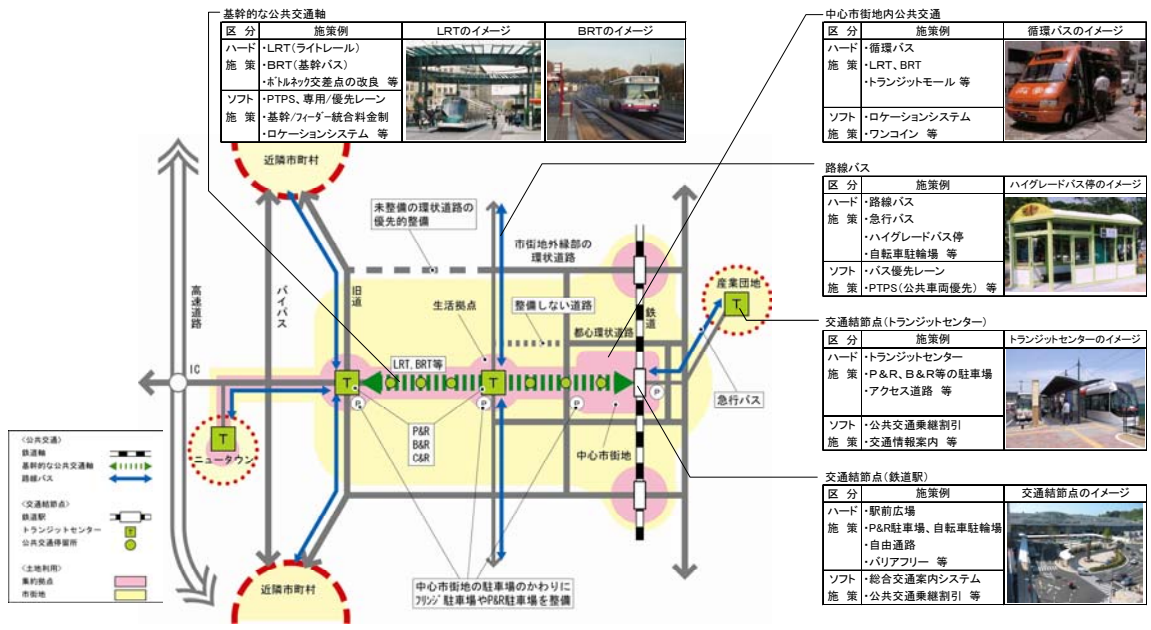 基幹的な公共交通軸
区 分 施策例 LRTのイメージ BRTのイメージ
ハード ・LRT(ライトレール)
施 策 ・BRT(基幹バス)
・ボトルネック交差点の改良 等
ソフト ・PTPS、専用/優先レーン
施 策 ・基幹/フィーダー統合料金制
・ロケーションシステム 等
中心市街地内公共交通
区 分 施策例 循環バスのイメージ
ハード ・循環バス
施 策 ・LRT、BRT
・トランジットモール 等
ソフト ・ロケーションシステム
施 策 ・ワンコイン 等
路線バス
区 分 施策例 ハイグレードバス停のイメージ
ハード ・路線バス
施 策 ・急行バス
・ハイグレードバス停
・自転車駐輪場 等
ソフト ・バス優先レーン
施 策 ・PTPS(公共車両優先) 等
交通結節点(トランジットセンター)
区 分 施策例 トランジットセンターのイメージ
ハード ・トランジットセンター
施 策 ・P&R、B&R等の駐車場
・アクセス道路 等
ソフト ・公共交通乗継割引
施 策 ・交通情報案内 等
交通結節点(鉄道駅)
区 分 施策例 交通結節点のイメージ
ハード ・駅前広場
施 策 ・P&R駐車場、自転車駐輪場
・自由通路
・バリアフリー 等
ソフト ・総合交通案内システム
施 策 ・公共交通乗継割引 等
近隣市町村
未整備の環状道路の
優先的整備
市街地外縁部の
環状道路
産業団地
T
高速道路
バイパス
旧道
生活拠点
整備しない道路
鉄道
都心環状道路
IC
LRT、BRT等
T
T
P
P
P
P
急行バス
P&R
B&R
C&R
T
ニュータウン
中心市街地
近隣市町村
中心市街地の駐車場のかわりに
フリンジ駐車場やP&R駐車場を整備
〈公共交通〉
鉄道軸
基幹的な公共交通軸
路線バス
〈交通結節点〉
鉄道駅
トランジットセンター T
公共交通停留所
〈土地利用〉
集約拠点
市街地